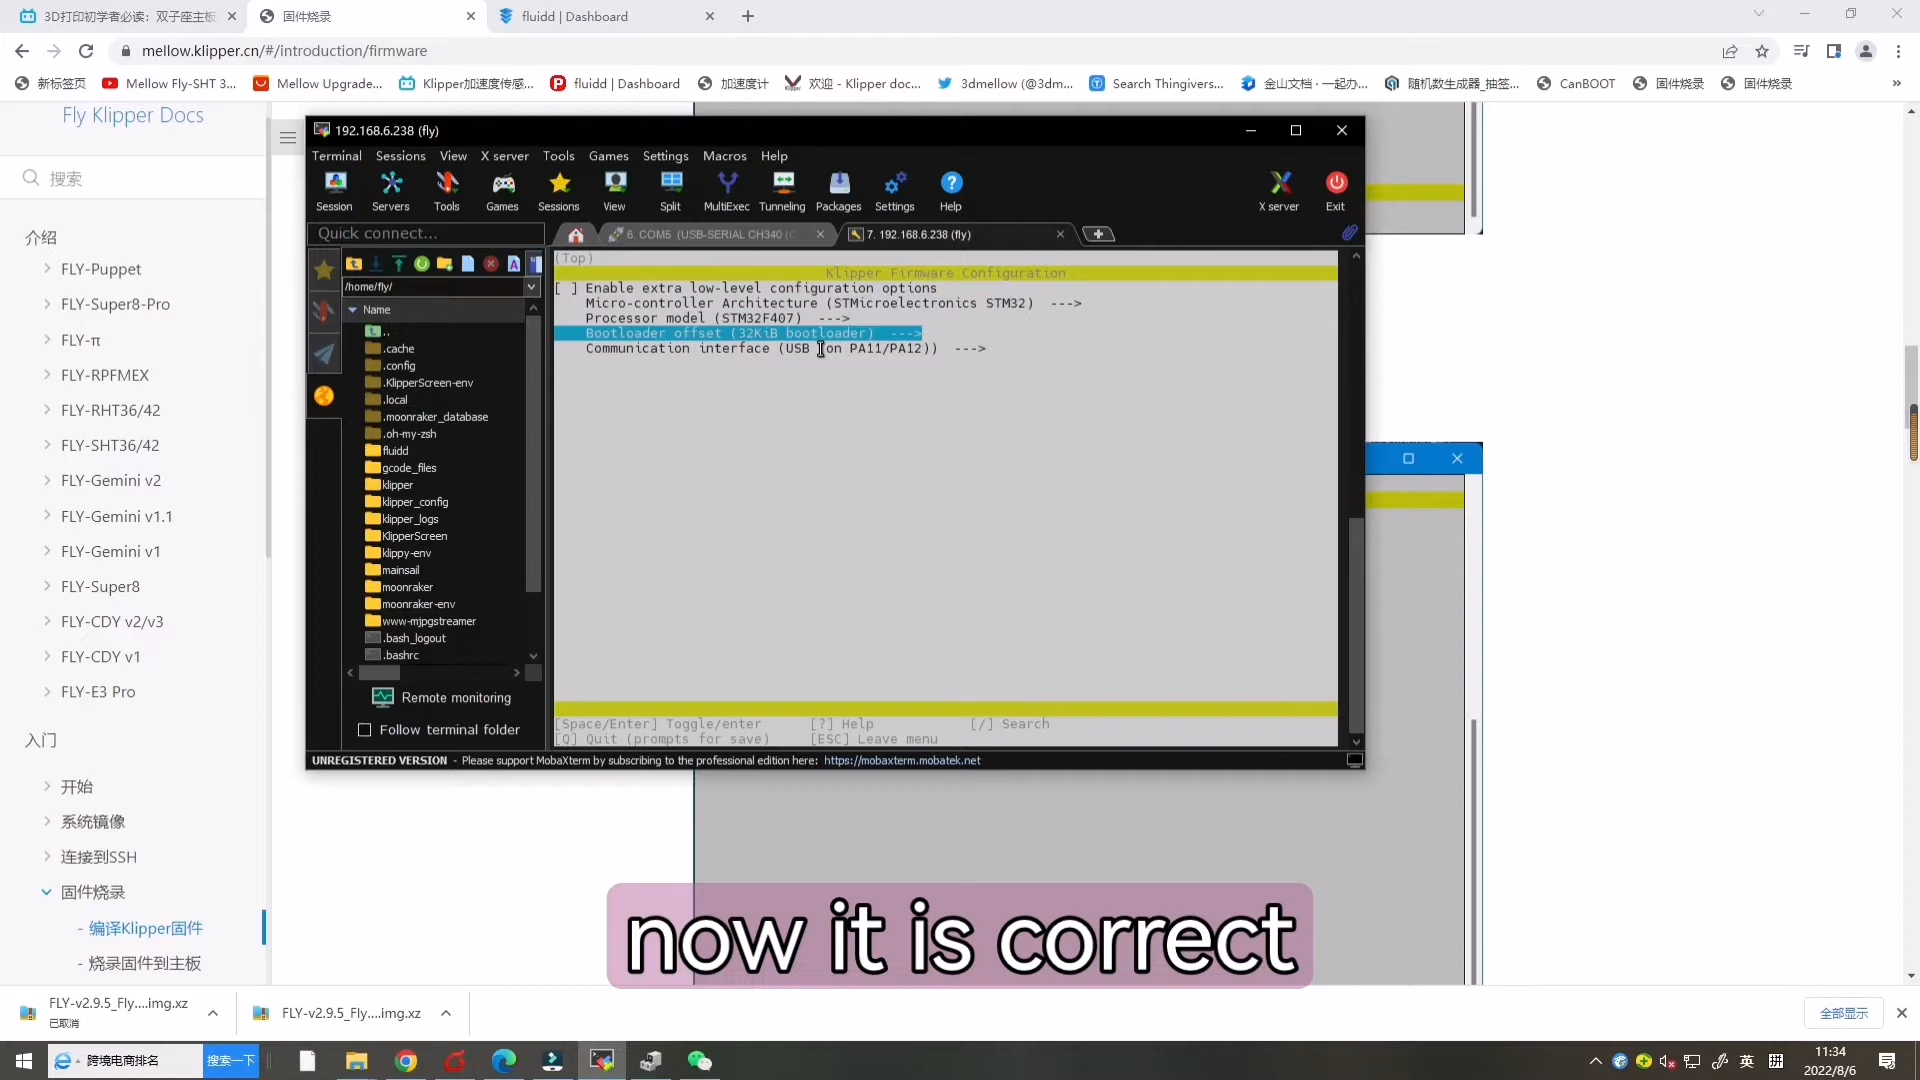 3D打印初学者必读：双子座主板
固件烧录
fluidd | Dashboard
mellow.klipper.cn/#/introduction/firmware
新标签页
Mellow Fly-SHT 3...
Mellow Upgrade...
Klipper加速度传感...
fluidd | Dashboard
加速度计
欢迎 - Klipper doc...
3dmellow (@3dm...
Search Thingivers...
金山文档 - 一起办...
随机数生成器_抽签...
CanBOOT
固件烧录
固件烧录
Fly Klipper Docs
搜索
介绍
FLY-Puppet
FLY-Super8-Pro
FLY-π
FLY-RPFMEX
FLY-RHT36/42
FLY-SHT36/42
FLY-Gemini v2
FLY-Gemini v1.1
FLY-Gemini v1
FLY-Super8
FLY-CDY v2/v3
FLY-CDY v1
FLY-E3 Pro
入门
开始
系统镜像
连接到SSH
固件烧录
- 编译Klipper固件
- 烧录固件到主板
192.168.6.238 (fly)
Terminal Sessions View X server Tools Games Settings Macros Help
Session Servers Tools Games Sessions View Split MultiExec Tunneling Packages Settings Help X server Exit
Quick connect...
6. COM5 (USB-SERIAL CH340 (C
7. 192.168.6.238 (fly)
/home/fly/
Name
..
.cache
.config
.KlipperScreen-env
.local
.moonraker_database
.oh-my-zsh
fluidd
gcode_files
klipper
klipper_config
klipper_logs
KlipperScreen
klippy-env
mainsail
moonraker
moonraker-env
www-mjpgstreamer
.bash_logout
.bashrc
Remote monitoring
Follow terminal folder
(Top)
Klipper Firmware Configuration
[ ] Enable extra low-level configuration options
Micro-controller Architecture (STMicroelectronics STM32) --->
Processor model (STM32F407) --->
Bootloader offset (32KiB bootloader) --->
Communication interface (USB (on PA11/PA12)) --->
[Space/Enter] Toggle/enter [?] Help [/] Search
[Q] Quit (prompts for save) [ESC] Leave menu
UNREGISTERED VERSION - Please support MobaXterm by subscribing to the professional edition here: https://mobaxterm.mobatek.net
now it is correct
FLY-v2.9.5_Fly....img.xz
已取消
FLY-v2.9.5_Fly....img.xz
全部显示
跨境电商排名
搜索一下
英
11:34
2022/8/6